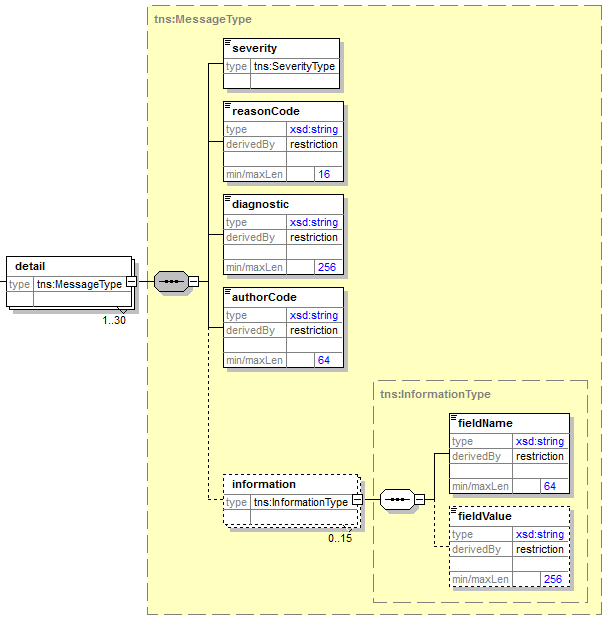 tns:MessageType
severity
type tns:SeverityType
reasonCode
type xsd:string
derivedBy restriction
min/maxLen 16
diagnostic
type xsd:string
derivedBy restriction
min/maxLen 256
detail
type tns:MessageType
1..30
authorCode
type xsd:string
derivedBy restriction
min/maxLen 64
tns:InformationType
information
type tns:InformationType
0..15
fieldName
type xsd:string
derivedBy restriction
min/maxLen 64
fieldValue
type xsd:string
derivedBy restriction
min/maxLen 256